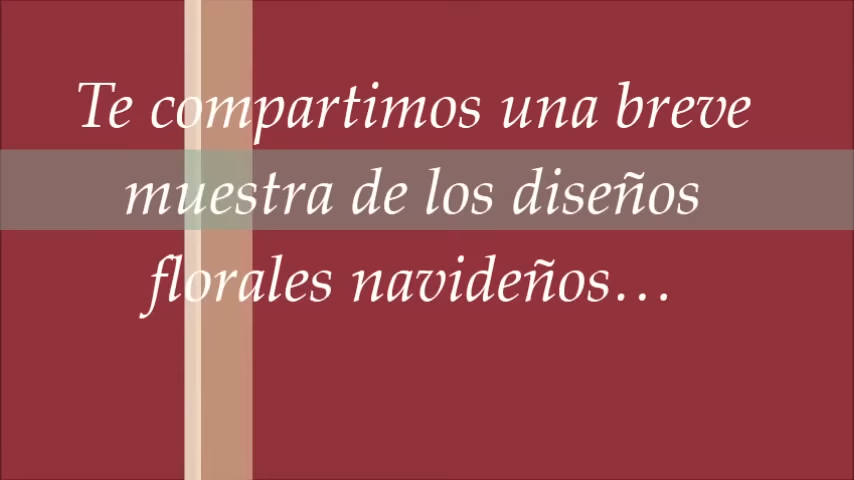 Te compartimos una breve
muestra de los diseños
florales navideños…